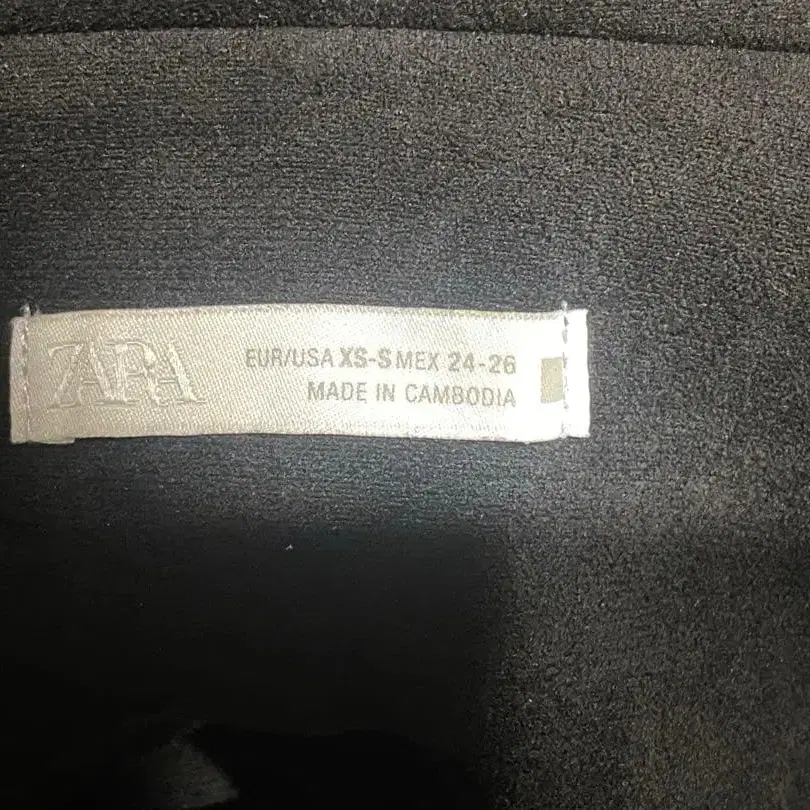 ZARA
EUR/USA XS-S MEX 24-26
MADE IN CAMBODIA